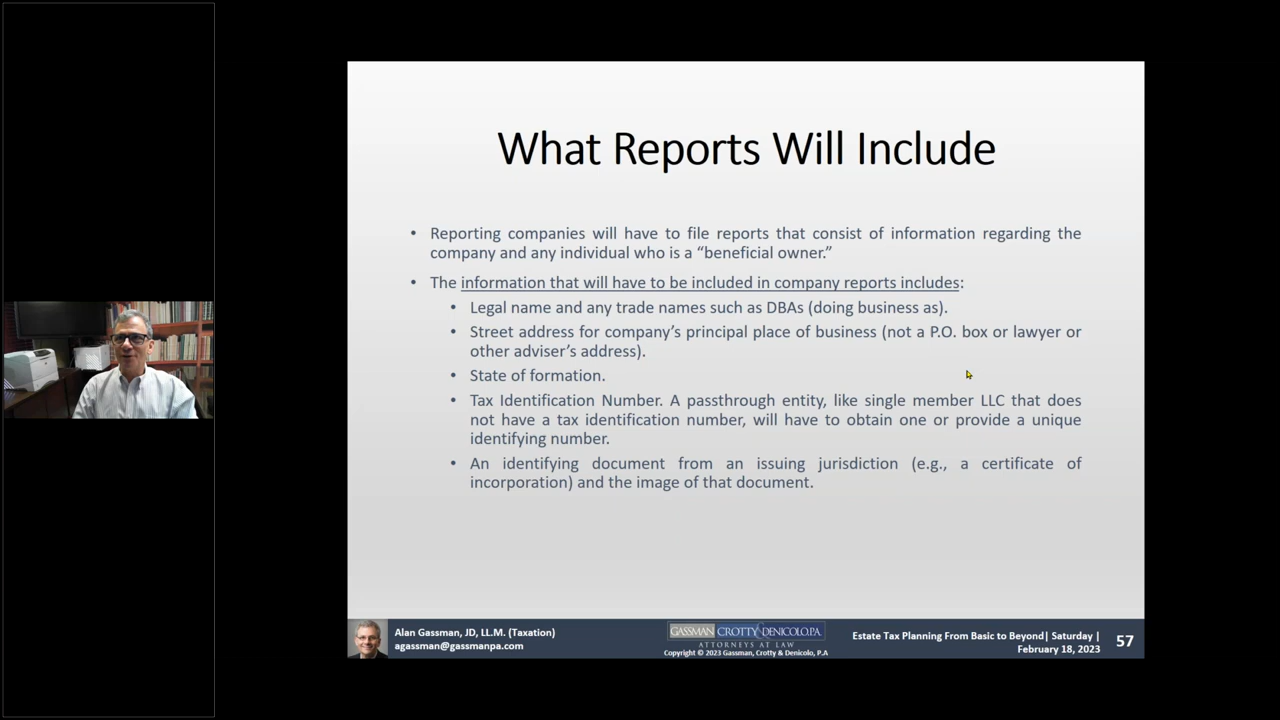 What Reports Will Include
• Reporting companies will have to file reports that consist of information regarding the
company and any individual who is a “beneficial owner.”
• The information that will have to be included in company reports includes:
• Legal name and any trade names such as DBAs (doing business as).
• Street address for company’s principal place of business (not a P.O. box or lawyer or
other adviser’s address).
• State of formation.
• Tax Identification Number. A passthrough entity, like single member LLC that does
not have a tax identification number, will have to obtain one or provide a unique
identifying number.
• An identifying document from an issuing jurisdiction (e.g., a certificate of
incorporation) and the image of that document.
Alan Gassman, JD, LL.M. (Taxation)
agassman@gassmanpa.com
GASSMAN CROTTY & DENICOLO, P.A.
ATTORNEYS AT LAW
Copyright © 2023 Gassman, Crotty & Denicolo, P.A
Estate Tax Planning From Basic to Beyond| Saturday |
February 18, 2023
57